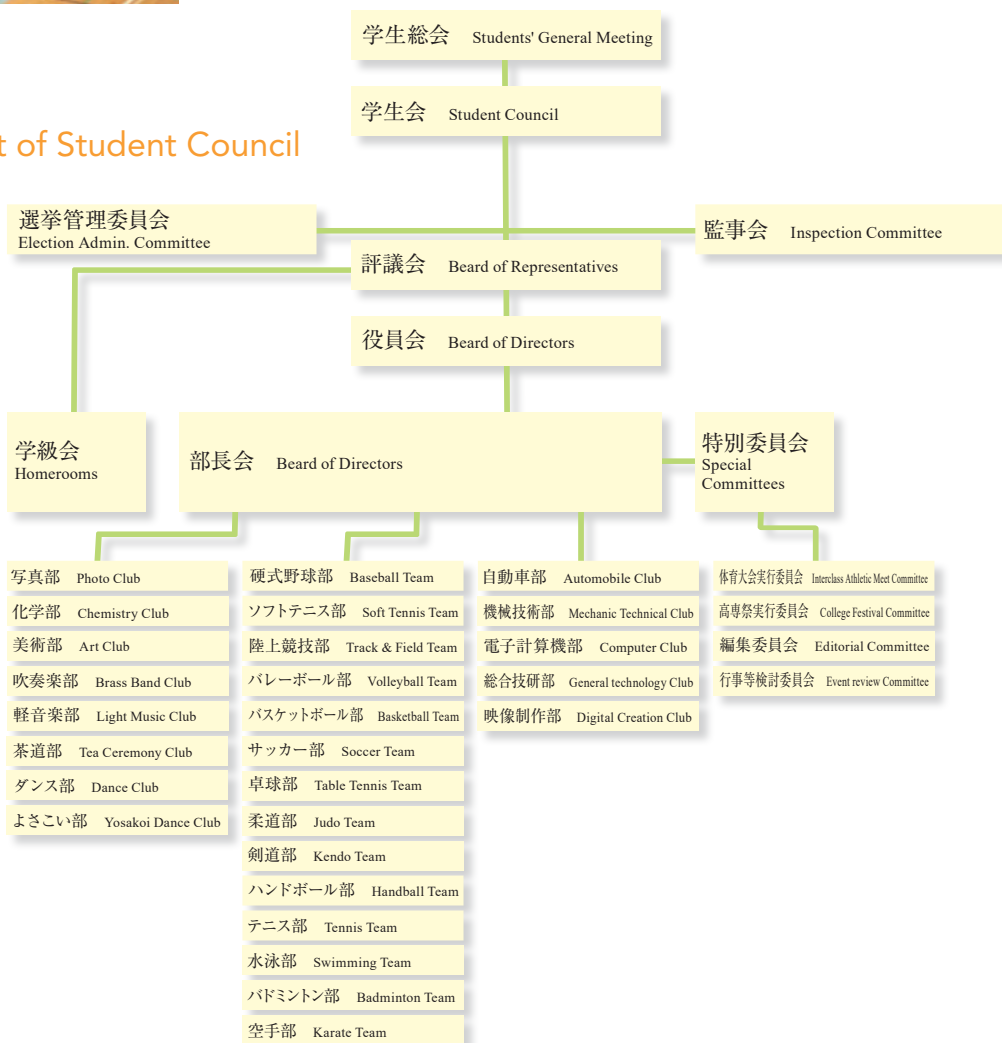 学生総会 Students' General Meeting
学生会 Student Council
t of Student Council
選挙管理委員会
Election Admin. Committee
監事会 Inspection Committee
評議会 Beard of Representatives
役員会 Beard of Directors
学級会
Homerooms
部長会 Beard of Directors
特別委員会
Special
Committees
写真部 Photo Club
化学部 Chemistry Club
美術部 Art Club
吹奏楽部 Brass Band Club
軽音楽部 Light Music Club
茶道部 Tea Ceremony Club
ダンス部 Dance Club
よさこい部 Yosakoi Dance Club
硬式野球部 Baseball Team
ソフトテニス部 Soft Tennis Team
陸上競技部 Track & Field Team
バレーボール部 Volleyball Team
バスケットボール部 Basketball Team
サッカー部 Soccer Team
卓球部 Table Tennis Team
柔道部 Judo Team
剣道部 Kendo Team
ハンドボール部 Handball Team
テニス部 Tennis Team
水泳部 Swimming Team
バドミントン部 Badminton Team
空手部 Karate Team
自動車部 Automobile Club
機械技術部 Mechanic Technical Club
電子計算機部 Computer Club
総合技研部 General technology Club
映像制作部 Digital Creation Club
体育大会実行委員会 Interclass Athletic Meet Committee
高専祭実行委員会 College Festival Committee
編集委員会 Editorial Committee
行事等検討委員会 Event review Committee